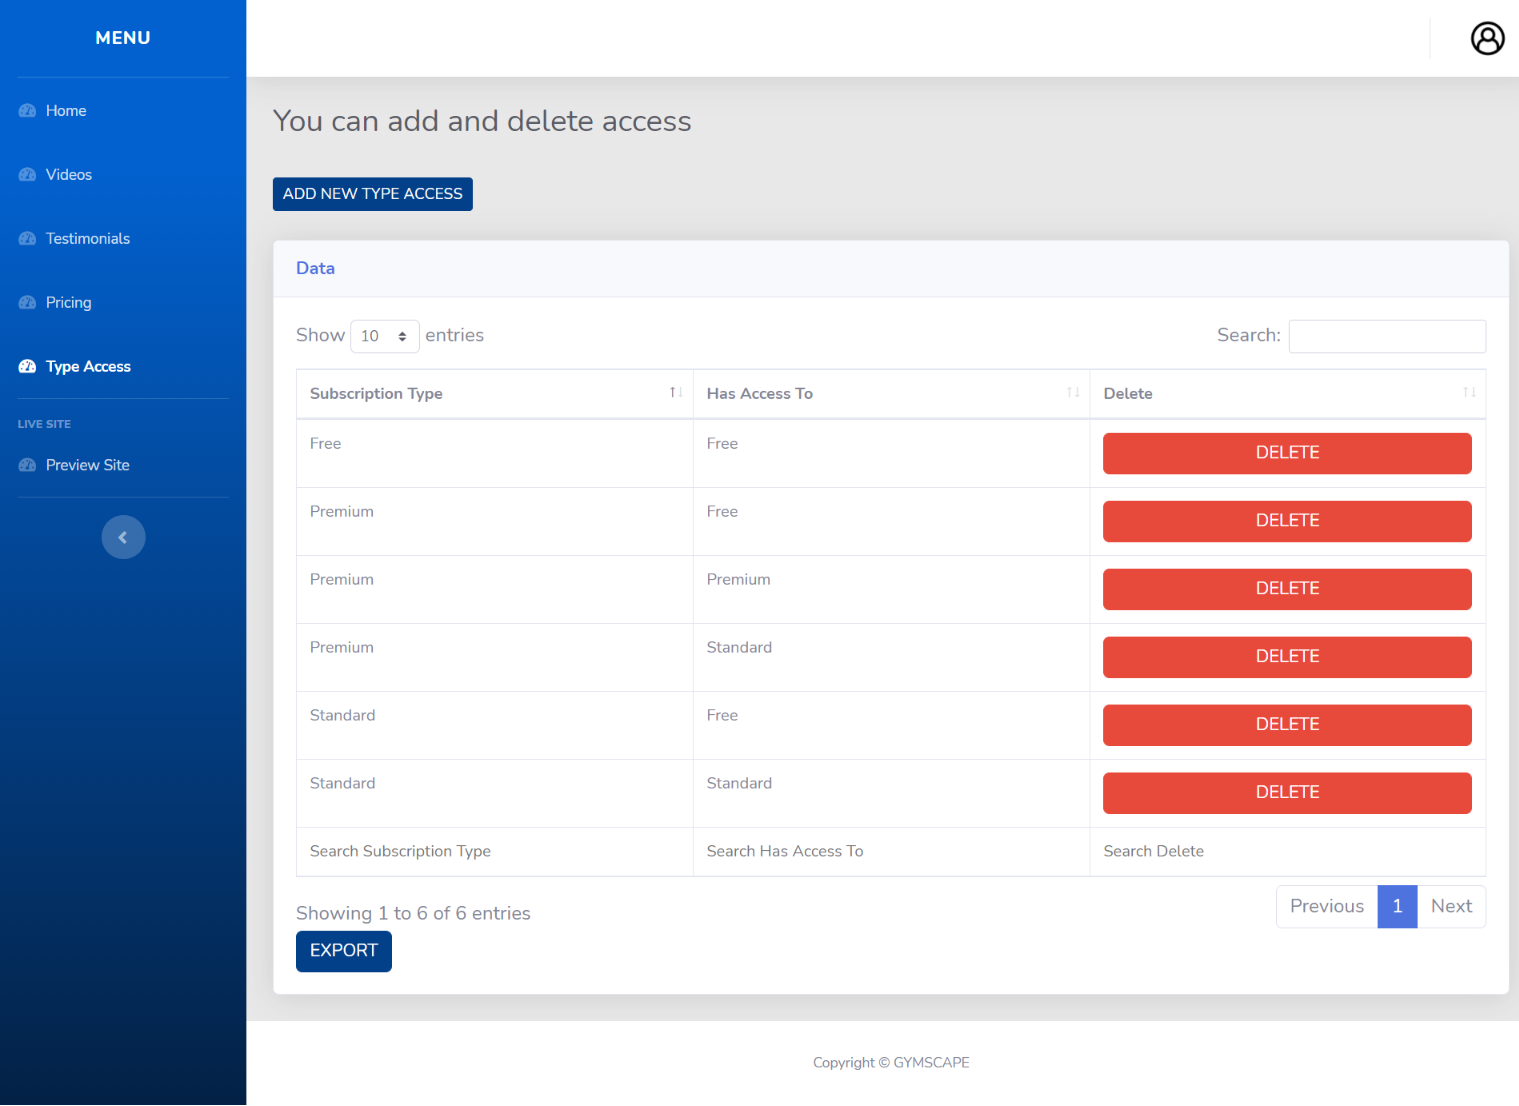 MENU
Home
Videos
Testimonials
Pricing
Type Access
LIVE SITE
Preview Site
You can add and delete access
ADD NEW TYPE ACCESS
Data
Show 10 entries
Search:
Subscription Type Has Access To Delete
Free Free DELETE
Premium Free DELETE
Premium Premium DELETE
Premium Standard DELETE
Standard Free DELETE
Standard Standard DELETE
Search Subscription Type Search Has Access To Search Delete
Showing 1 to 6 of 6 entries
Previous 1 Next
EXPORT
Copyright © GYMSCAPE